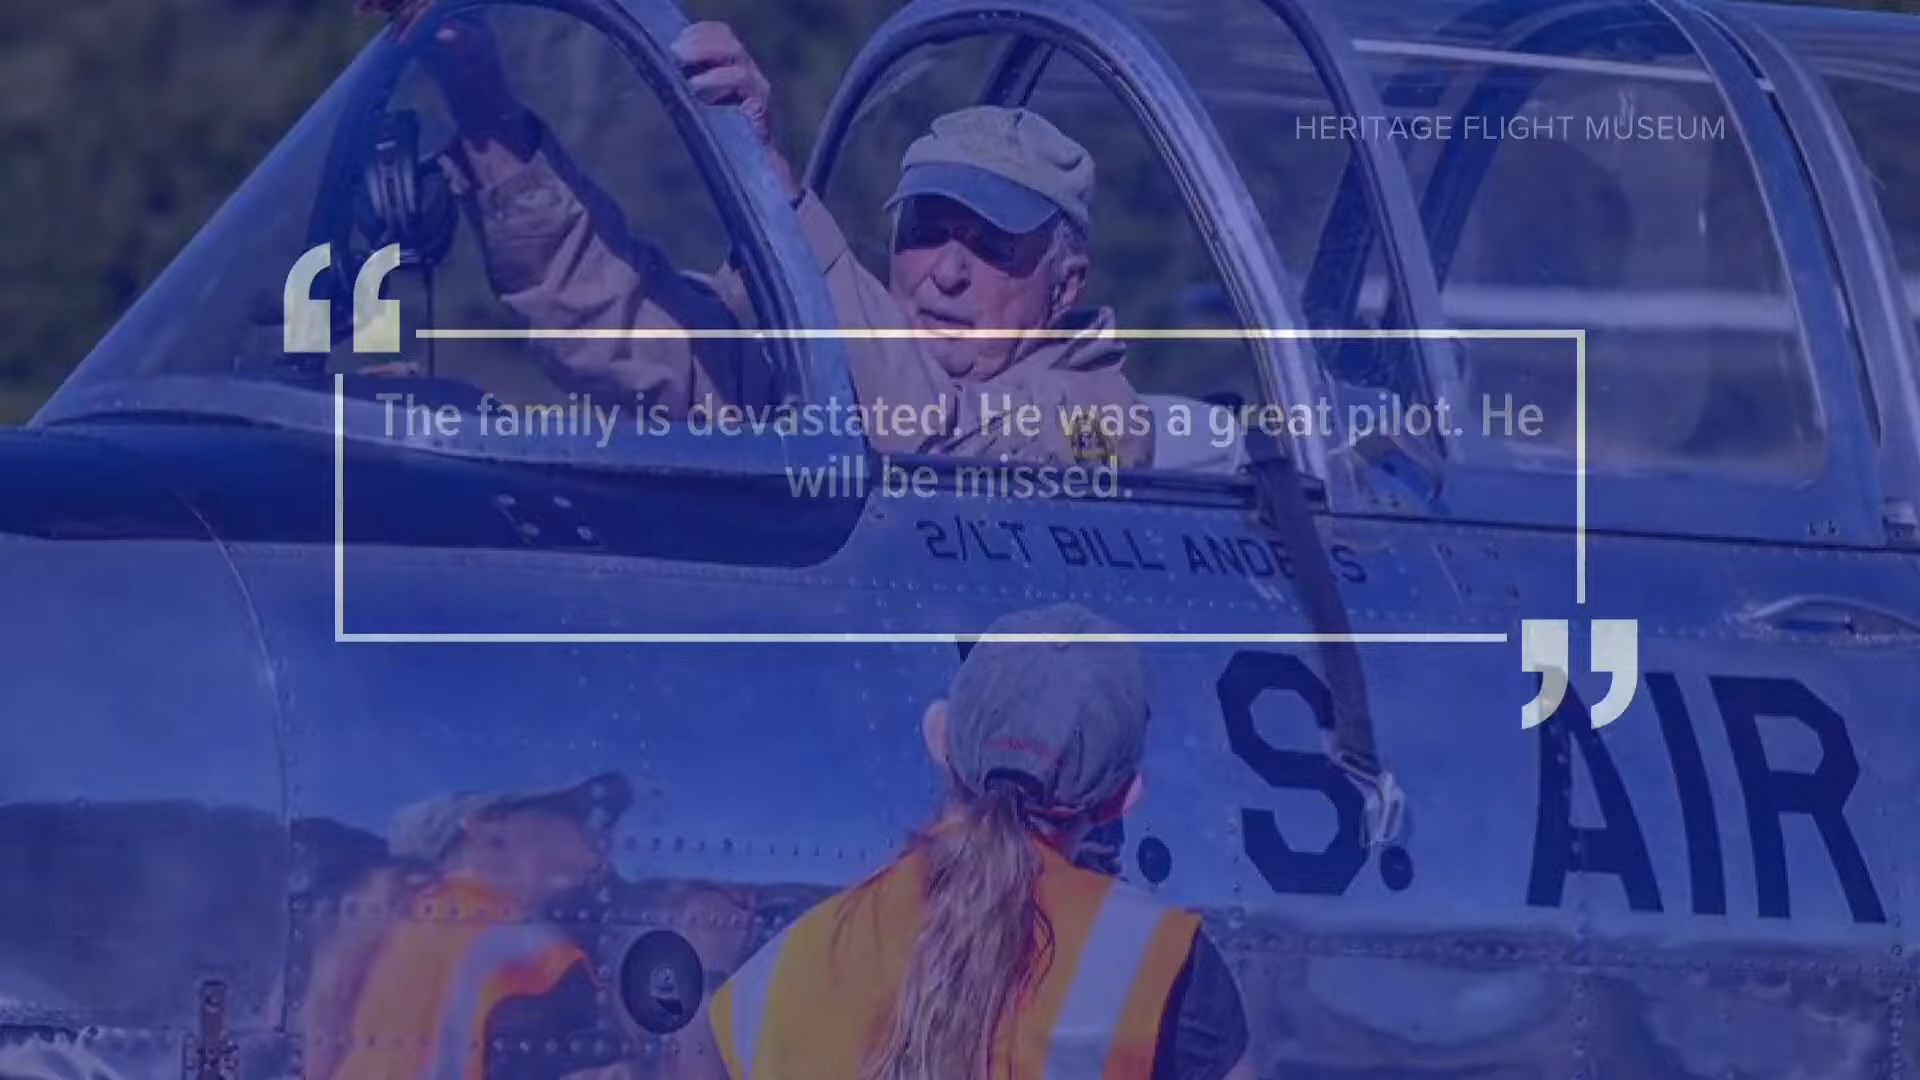 HERITAGE FLIGHT MUSEUM
“
The family is devastated. He was a great pilot. He
will be missed.
”
2/LT BILL ANDERS
. S. AIR